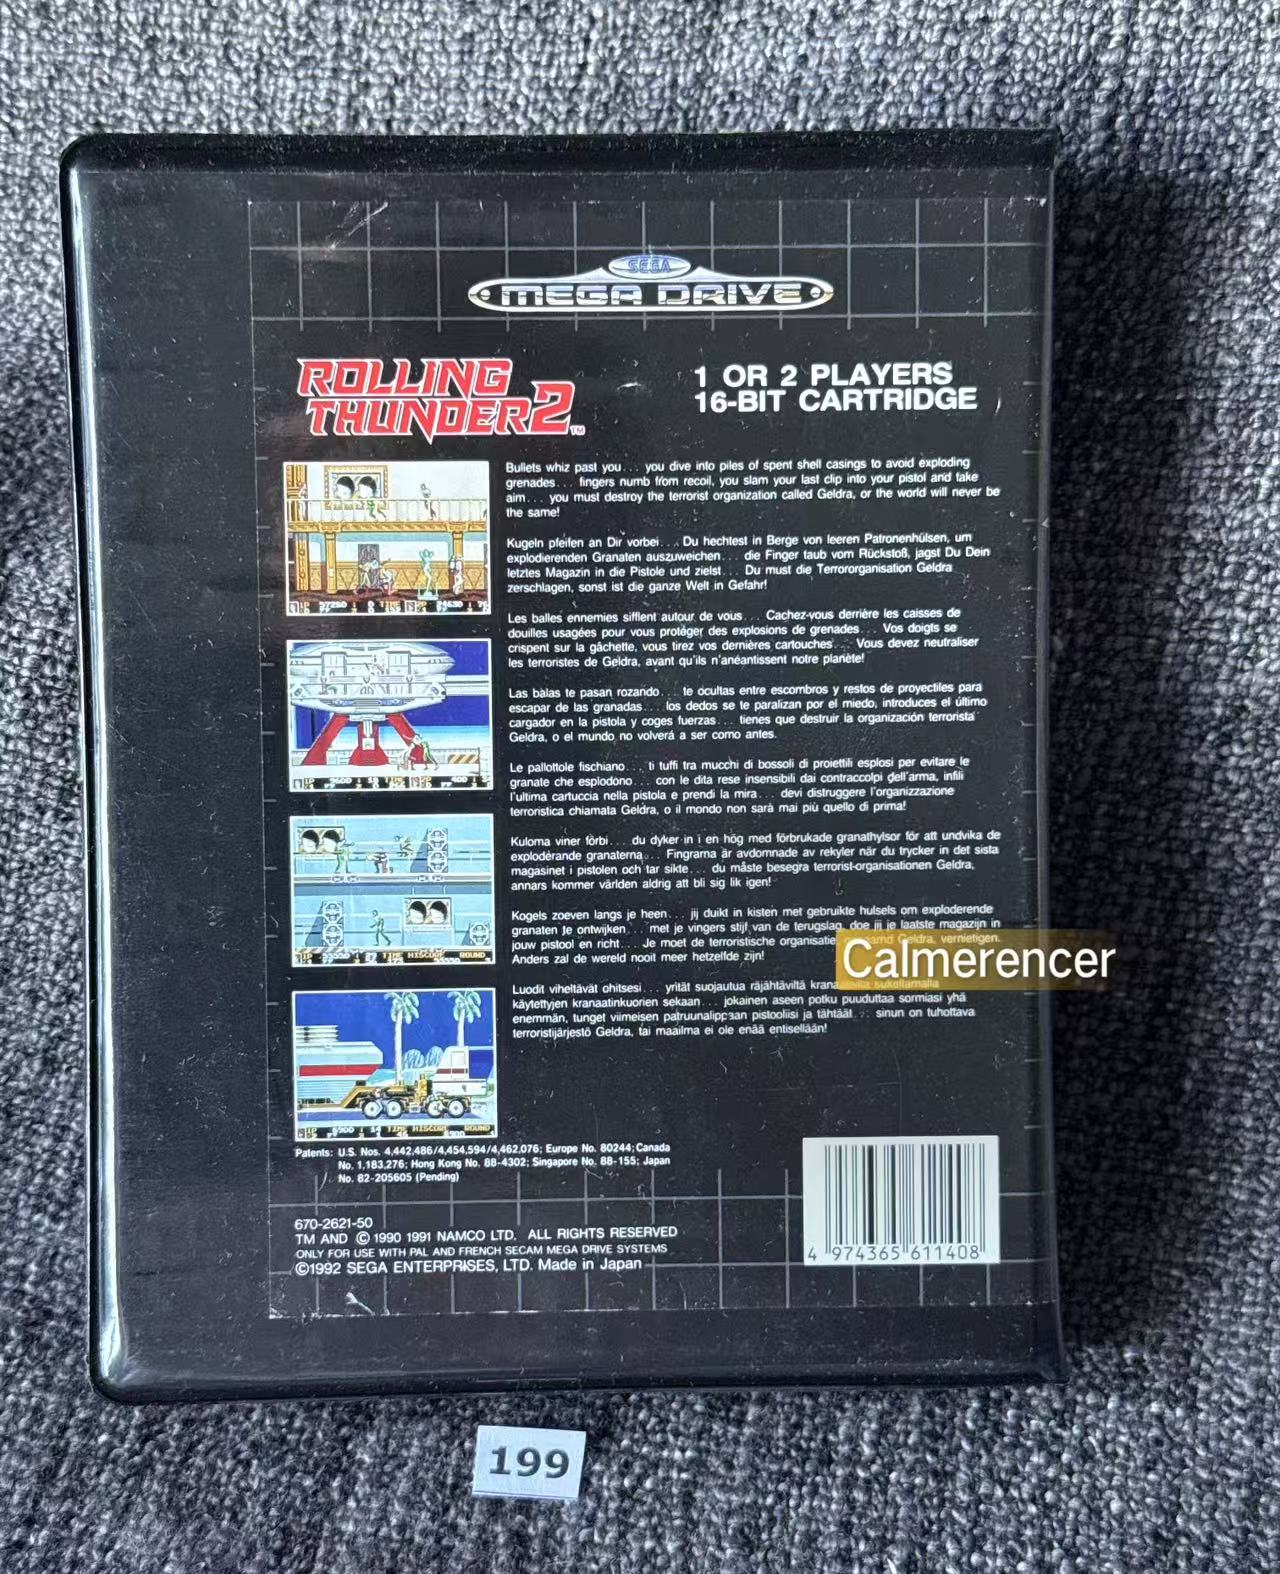 SEGA
MEGA DRIVE
ROLLING
THUNDER 2 TM
1 OR 2 PLAYERS
16-BIT CARTRIDGE
Bullets whiz past you... you dive into piles of spent shell casings to avoid exploding
grenades... fingers numb from recoil, you slam your last clip into your pistol and take
aim... you must destroy the terrorist organization called Geldra, or the world will never be
the same!
Kugeln pfeifen an Dir vorbei... Du hechtest in Berge von leeren Patronenhülsen, um
explodierenden Granaten auszuweichen... die Finger taub vom Rückstoß, jagst Du Dein
letztes Magazin in die Pistole und zielst... Du must die Terrororganisation Geldra
zerschlagen, sonst ist die ganze Welt in Gefahr!
Les balles ennemies sifflent autour de vous... Cachez-vous derrière les caisses de
douilles usagées pour vous protéger des explosions de grenades... Vos doigts se
crispent sur la gâchette, vous tirez vos dernières cartouches... Vous devez neutraliser
les terroristes de Geldra, avant qu'ils n'anéantissent notre planète!
Las balas te pasan rozando... te ocultas entre escombros y restos de proyectiles para
escapar de las granadas... los dedos se te paralizan por el miedo, introduces el último
cargador en la pistola y coges fuerzas... tienes que destruir la organización terrorista
Geldra, o el mundo no volverá a ser como antes.
Le pallottole fischiano... ti tuffi tra mucchi di bossoli di proiettili esplosi per evitare le
granate che esplodono... con le dita rese insensibili dai contraccolpi dell'arma, infili
l'ultima cartuccia nella pistola e prendi la mira... devi distruggere l'organizzazione
terroristica chiamata Geldra, o il mondo non sarà mai più quello di prima!
Kuloma viner förbi... du dyker in i en hög med förbrukade granathylsor för att undvika de
exploderande granaterna... Fingrarna är avdomnade av rekyler när du trycker in det sista
magasinet i pistolen och tar sikte... du måste besegra terrorist-organisationen Geldra,
annars kommer världen aldrig att bli sig lik igen!
Kogels zoeven langs je heen... jij duikt in kisten met gebruikte hulsels om exploderende
granaten te ontwijken... met je vingers stijf van de terugslag, doe jij je laatste magazijn in
jouw pistool en richt... Je moet de terroristische organisatie Geldra, vernietigen.
Anders zal de wereld nooit meer hetzelfde zijn!
Luodit viheltävät ohitsesi... yrität suojautua räjähtäviltä sukeltamalla
käytettyjen kranaatinkuorien sekaan... jokainen aseen potku puuduttaa sormiasi yhä
enemmän, tunget viimeisen patruunalippaan pistooliisi ja tähtäät... sinun on tuhottava
terroristijärjestö Geldra, tai maailma ei ole enää entisellään!
Calmerencer
Patents: U.S. Nos. 4,442,486/4,454,594/4,462,076; Europe No. 80244; Canada
No. 1,183,276; Hong Kong No. 88-4302; Singapore No. 88-155; Japan
No. 82-205605 (Pending)
670-2621-50
TM AND © 1990 1991 NAMCO LTD. ALL RIGHTS RESERVED
ONLY FOR USE WITH PAL AND FRENCH SECAM MEGA DRIVE SYSTEMS
©1992 SEGA ENTERPRISES, LTD. Made in Japan
4 974365 611408
199